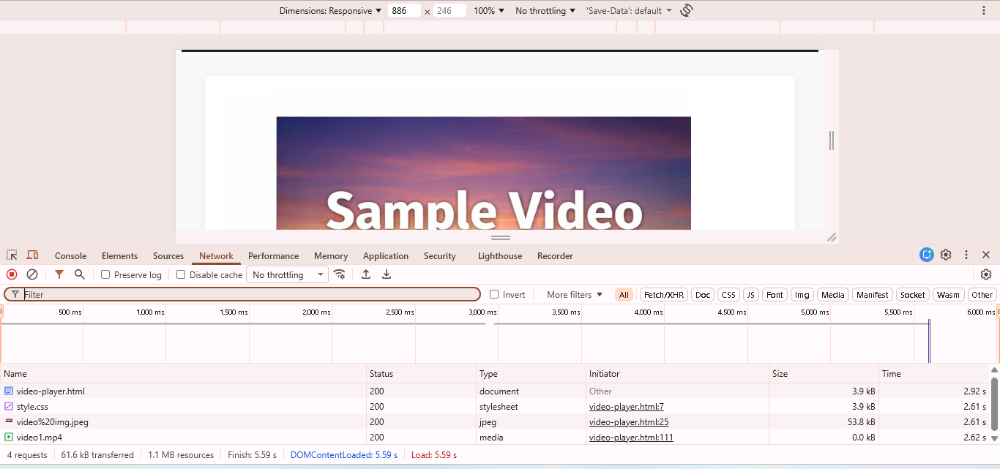 Dimensions: Responsive ▼ 886 × 246 100% ▼ No throttling ▼ 'Save-Data': default ▼
Sample Video
Console Elements Sources Network Performance Memory Application Security Lighthouse Recorder
Preserve log Disable cache No throttling
Filter Invert More filters ▼ All Fetch/XHR Doc CSS JS Font Img Media Manifest Socket Wasm Other
500 ms 1,000 ms 1,500 ms 2,000 ms 2,500 ms 3,000 ms 3,500 ms 4,000 ms 4,500 ms 5,000 ms 5,500 ms 6,000 ms
Name Status Type Initiator Size Time
video-player.html 200 document Other 3.9 kB 2.92 s
style.css 200 stylesheet video-player.html:7 3.9 kB 2.61 s
video%20img.jpeg 200 jpeg video-player.html:25 53.8 kB 2.61 s
video1.mp4 200 media video-player.html:111 0.0 kB 2.62 s
4 requests 61.6 kB transferred 1.1 MB resources Finish: 5.59 s DOMContentLoaded: 5.59 s Load: 5.59 s